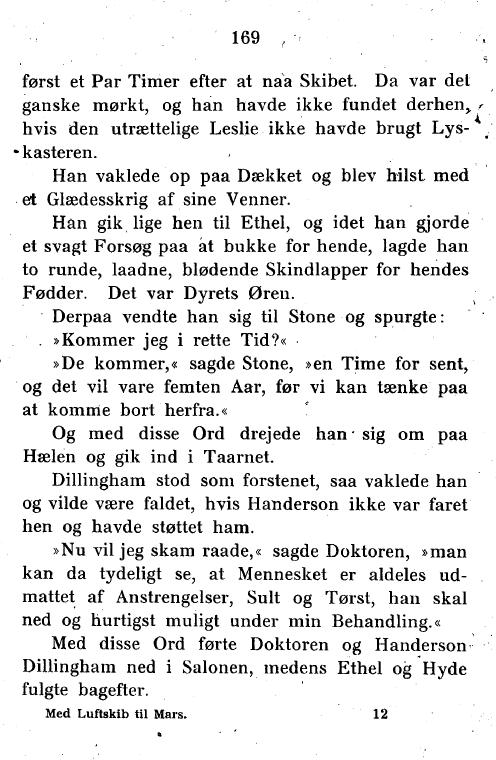 169
først et Par Timer efter at naa Skibet. Da var det
ganske mørkt, og han havde ikke fundet derhen,
hvis den utrættelige Leslie ikke havde brugt Lys-
kasteren.
Han vaklede op paa Dækket og blev hilst med
et Glædesskrig af sine Venner.
Han gik lige hen til Ethel, og idet han gjorde
et svagt Forsøg paa at bukke for hende, lagde han
to runde, laadne, blødende Skindlapper for hendes
Fødder. Det var Dyrets Øren.
Derpaa vendte han sig til Stone og spurgte:
»Kommer jeg i rette Tid?«
»De kommer,« sagde Stone, »en Time for sent,
og det vil vare femten Aar, før vi kan tænke paa
at komme bort herfra.«
Og med disse Ord drejede han sig om paa
Hælen og gik ind i Taarnet.
Dillingham stod som forstenet, saa vaklede han
og vilde være faldet, hvis Handerson ikke var faret
hen og havde støttet ham.
»Nu vil jeg skam raade,« sagde Doktoren, »man
kan da tydeligt se, at Mennesket er aldeles ud-
mattet af Anstrengelser, Sult og Tørst, han skal
ned og hurtigst muligt under min Behandling.«
Med disse Ord førte Doktoren og Handerson
Dillingham ned i Salonen, medens Ethel og Hyde
fulgte bagefter.
Med Luftskib til Mars. 12